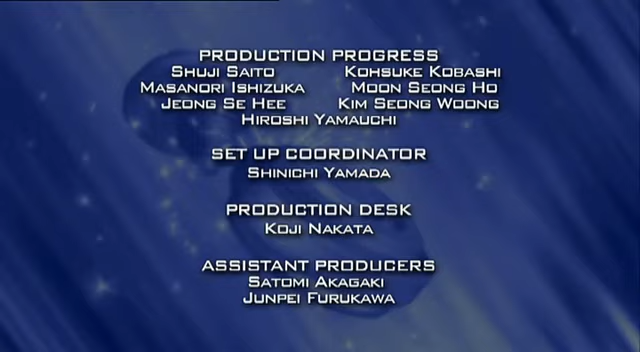 PRODUCTION PROGRESS
SHUJI SAITO KOHSUKE KOBASHI
MASANORI ISHIZUKA MOON SEONG HO
JEONG SE HEE KIM SEONG WOONG
HIROSHI YAMAUCHI
SET UP COORDINATOR
SHINICHI YAMADA
PRODUCTION DESK
KOJI NAKATA
ASSISTANT PRODUCERS
SATOMI AKAGAKI
JUNPEI FURUKAWA